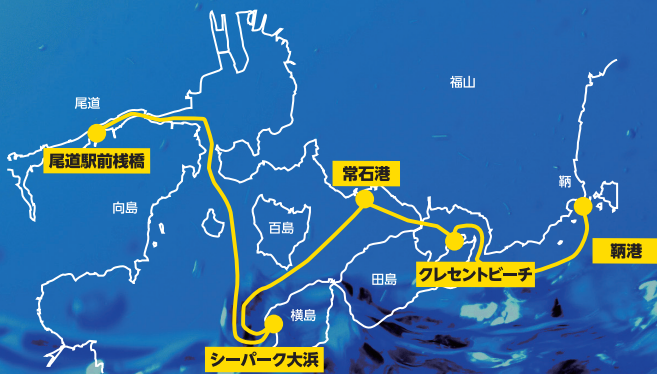 福山
尾道
尾道駅前桟橋
常石港
鞆
向島
百島
鞆港
田島
クレセントビーチ
横島
シーパーク大浜